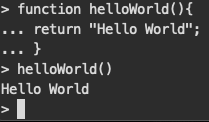 > function helloWorld(){
... return "Hello World";
... }
> helloWorld()
Hello World
>